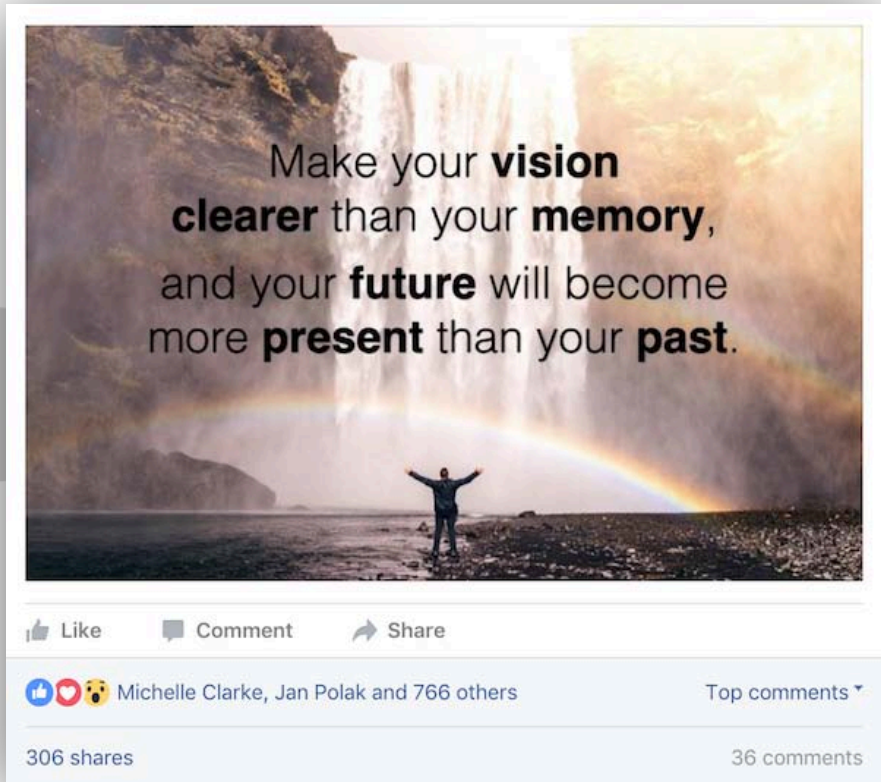 Make your vision
clearer than your memory,
and your future will become
more present than your past.
Like Comment Share
Michelle Clarke, Jan Polak and 766 others Top comments
306 shares 36 comments